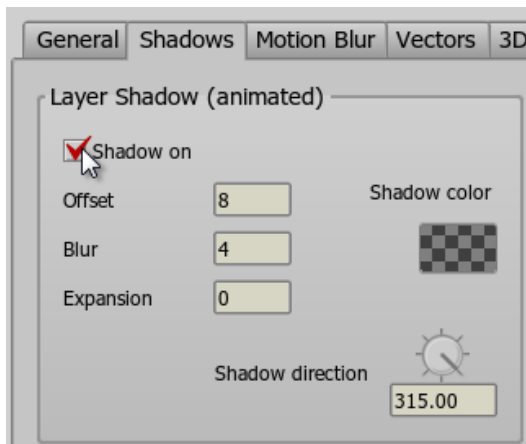 General Shadows Motion Blur Vectors 3D
Layer Shadow (animated)
Shadow on
Offset 8 Shadow color
Blur 4
Expansion 0
Shadow direction
315.00